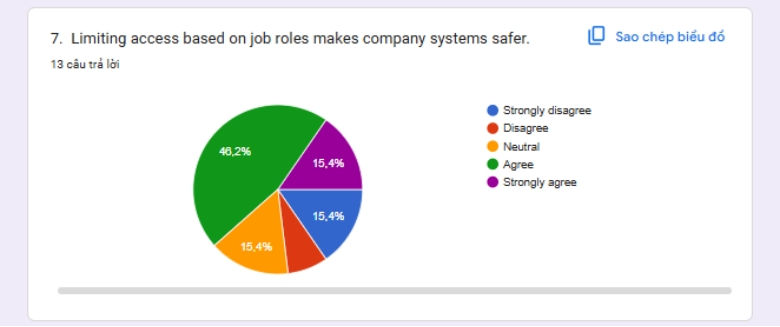 7. Limiting access based on job roles makes company systems safer.
Sao chép biểu đồ
13 câu trả lời
Strongly disagree
Disagree
Neutral
Agree
Strongly agree
46,2%
15,4%
15,4%
15,4%